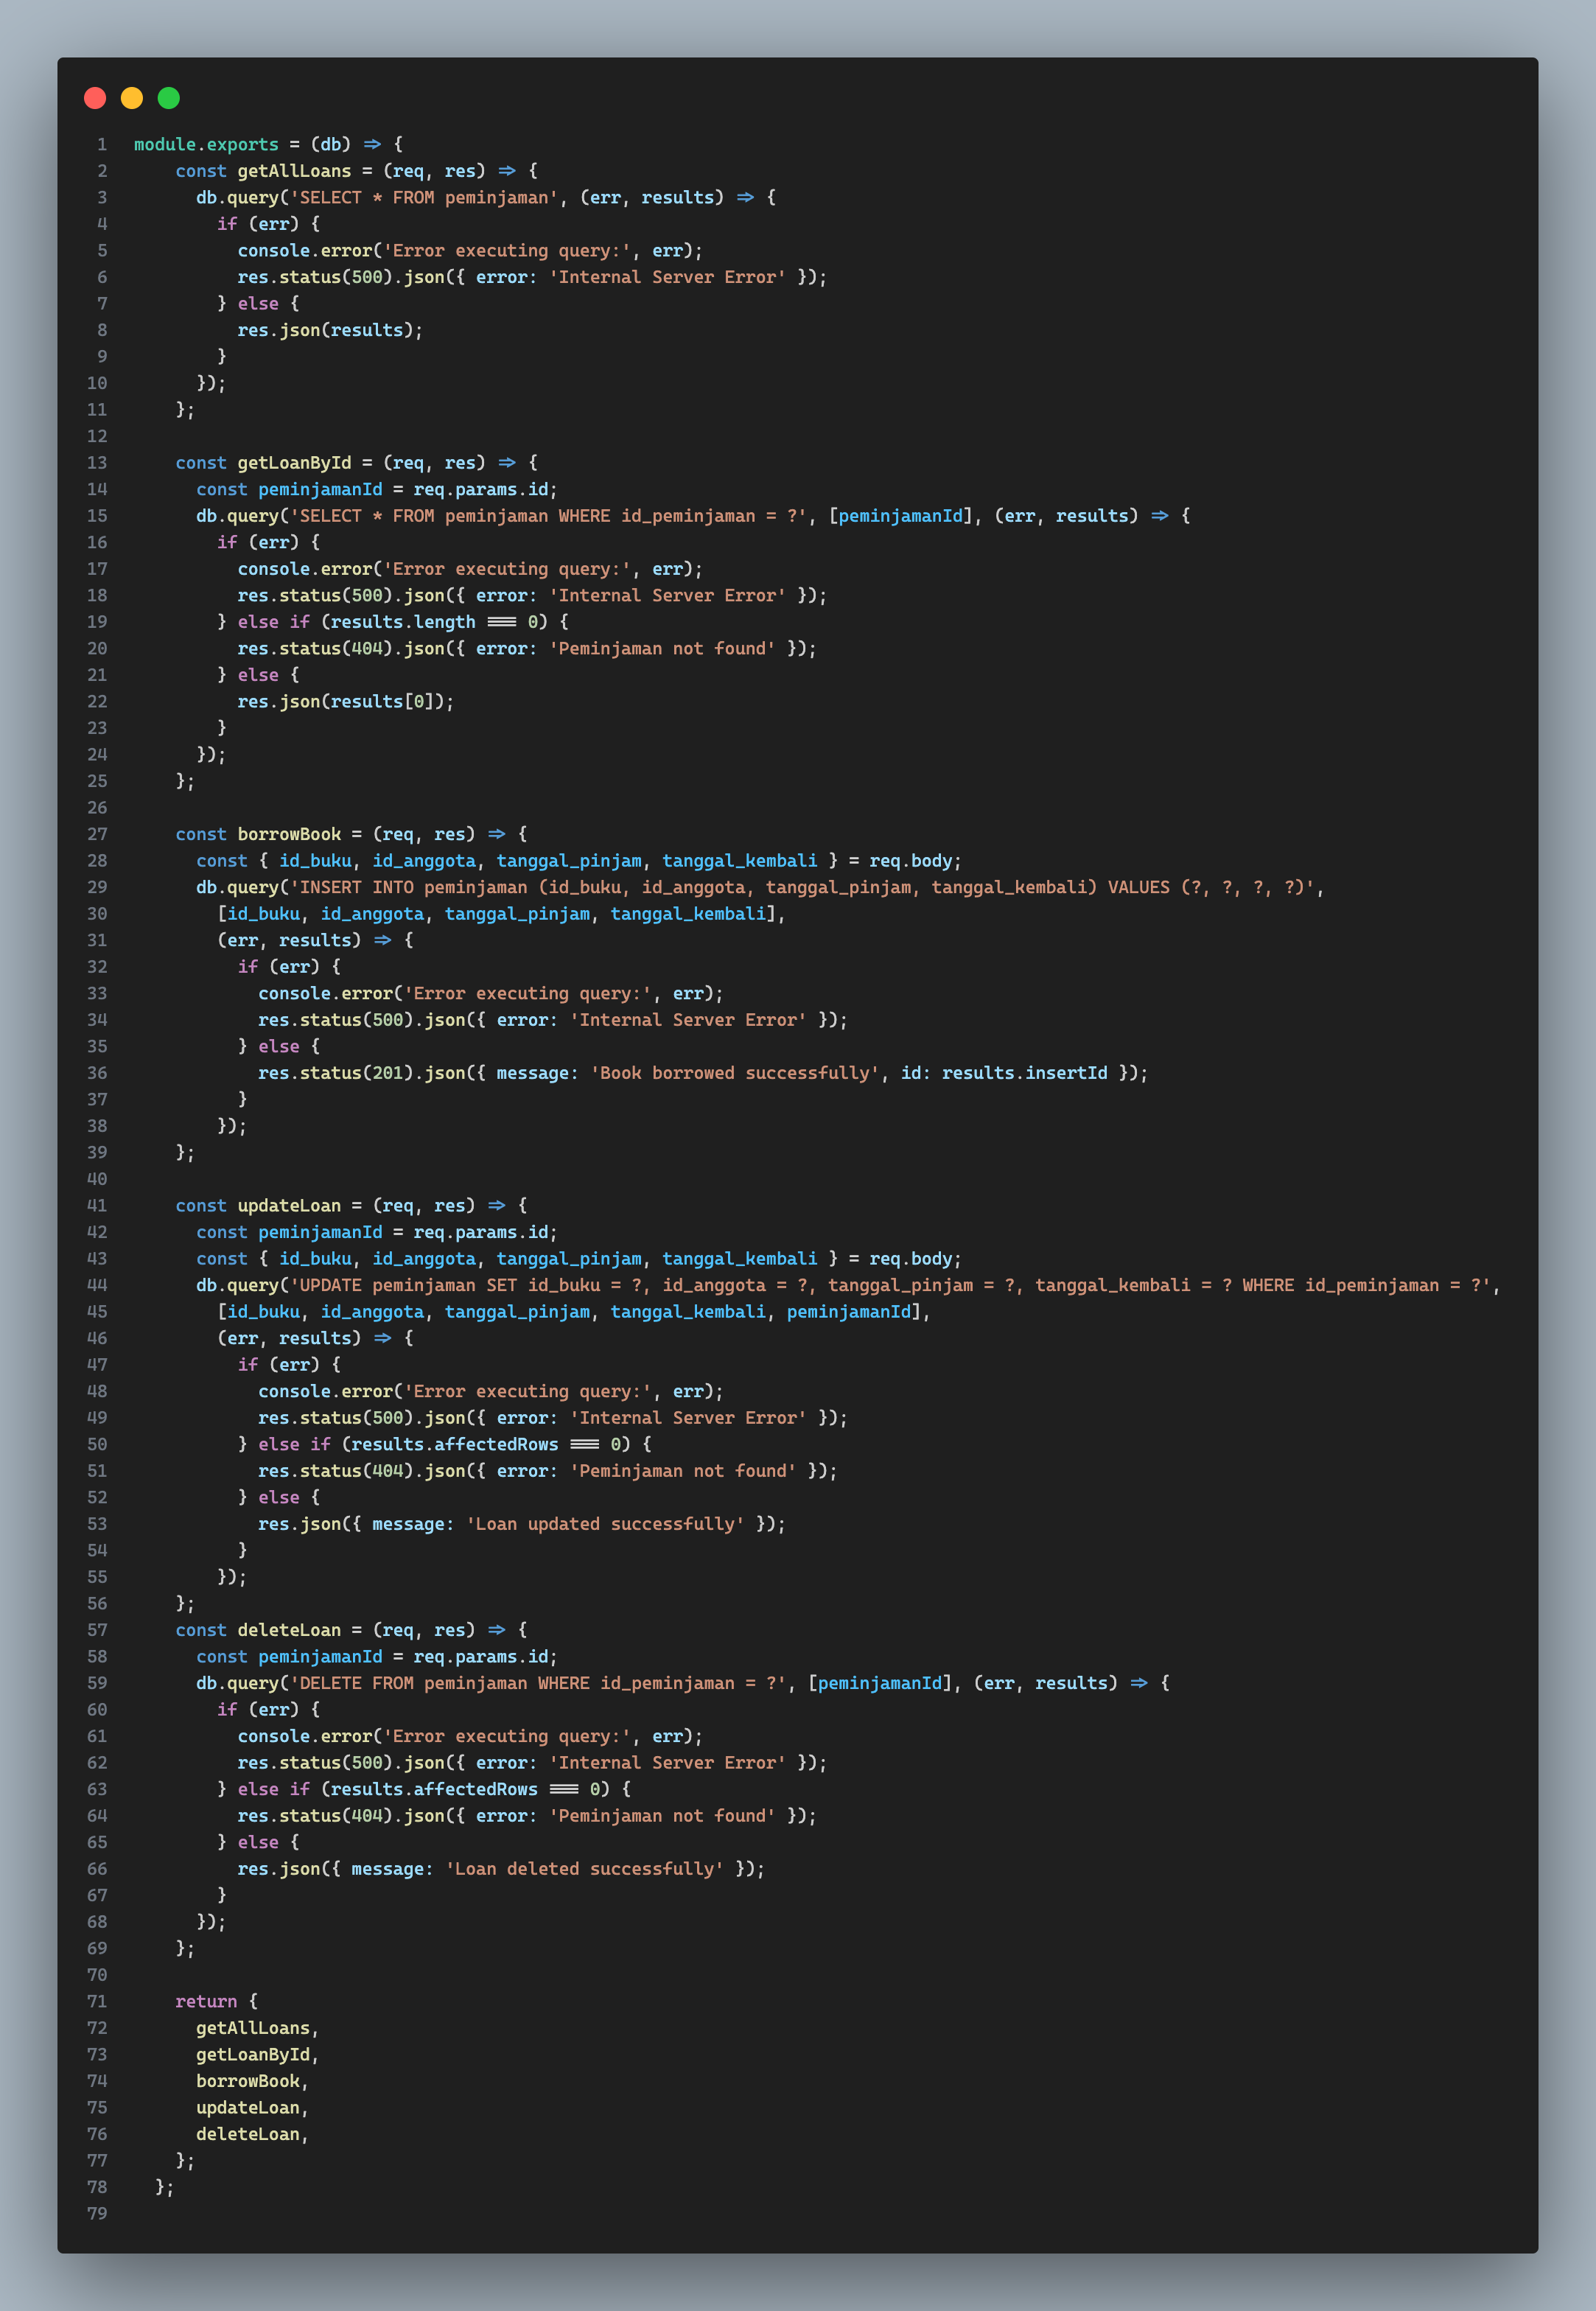 1 module.exports = (db) => {
2     const getAllLoans = (req, res) => {
3       db.query('SELECT * FROM peminjaman', (err, results) => {
4         if (err) {
5           console.error('Error executing query:', err);
6           res.status(500).json({ error: 'Internal Server Error' });
7         } else {
8           res.json(results);
9         }
10       });
11     };
12
13     const getLoanById = (req, res) => {
14       const peminjamanId = req.params.id;
15       db.query('SELECT * FROM peminjaman WHERE id_peminjaman = ?', [peminjamanId], (err, results) => {
16         if (err) {
17           console.error('Error executing query:', err);
18           res.status(500).json({ error: 'Internal Server Error' });
19         } else if (results.length === 0) {
20           res.status(404).json({ error: 'Peminjaman not found' });
21         } else {
22           res.json(results[0]);
23         }
24       });
25     };
26
27     const borrowBook = (req, res) => {
28       const { id_buku, id_anggota, tanggal_pinjam, tanggal_kembali } = req.body;
29       db.query('INSERT INTO peminjaman (id_buku, id_anggota, tanggal_pinjam, tanggal_kembali) VALUES (?, ?, ?, ?)',
30         [id_buku, id_anggota, tanggal_pinjam, tanggal_kembali],
31         (err, results) => {
32           if (err) {
33             console.error('Error executing query:', err);
34             res.status(500).json({ error: 'Internal Server Error' });
35           } else {
36             res.status(201).json({ message: 'Book borrowed successfully', id: results.insertId });
37           }
38         });
39     };
40
41     const updateLoan = (req, res) => {
42       const peminjamanId = req.params.id;
43       const { id_buku, id_anggota, tanggal_pinjam, tanggal_kembali } = req.body;
44       db.query('UPDATE peminjaman SET id_buku = ?, id_anggota = ?, tanggal_pinjam = ?, tanggal_kembali = ? WHERE id_peminjaman = ?',
45         [id_buku, id_anggota, tanggal_pinjam, tanggal_kembali, peminjamanId],
46         (err, results) => {
47           if (err) {
48             console.error('Error executing query:', err);
49             res.status(500).json({ error: 'Internal Server Error' });
50           } else if (results.affectedRows === 0) {
51             res.status(404).json({ error: 'Peminjaman not found' });
52           } else {
53             res.json({ message: 'Loan updated successfully' });
54           }
55         });
56     };
57     const deleteLoan = (req, res) => {
58       const peminjamanId = req.params.id;
59       db.query('DELETE FROM peminjaman WHERE id_peminjaman = ?', [peminjamanId], (err, results) => {
60         if (err) {
61           console.error('Error executing query:', err);
62           res.status(500).json({ error: 'Internal Server Error' });
63         } else if (results.affectedRows === 0) {
64           res.status(404).json({ error: 'Peminjaman not found' });
65         } else {
66           res.json({ message: 'Loan deleted successfully' });
67         }
68       });
69     };
70
71     return {
72       getAllLoans,
73       getLoanById,
74       borrowBook,
75       updateLoan,
76       deleteLoan,
77     };
78   };
79